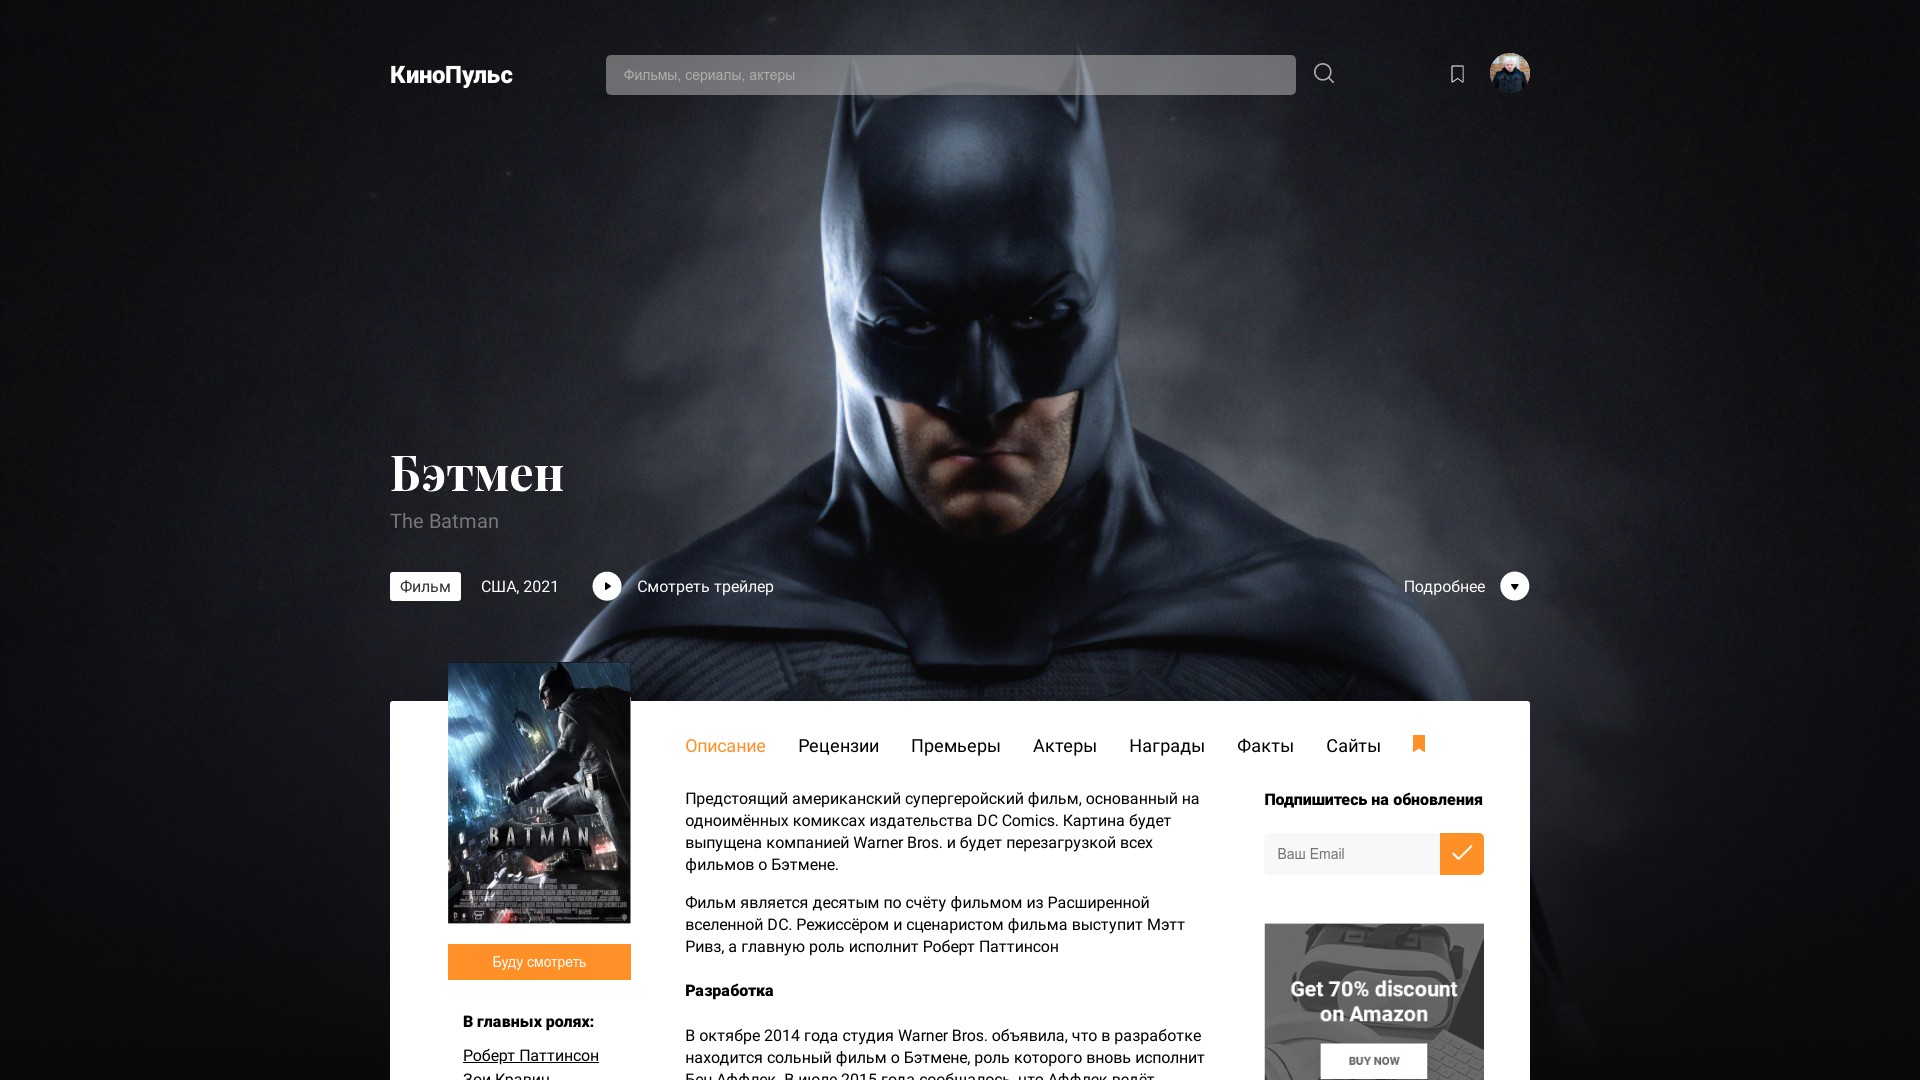 КиноПульс
Фильмы, сериалы, актеры
Бэтмен
The Batman
Фильм
США, 2021
Смотреть трейлер
Подробнее
THE
BATMAN
Буду смотреть
В главных ролях:
Роберт Паттинсон
Зои Кравиц
Описание
Рецензии
Премьеры
Актеры
Награды
Факты
Сайты
Предстоящий американский супергеройский фильм, основанный на
одноимённых комиксах издательства DC Comics. Картина будет
выпущена компанией Warner Bros. и будет перезагрузкой всех
фильмов о Бэтмене.
Фильм является десятым по счёту фильмом из Расширенной
вселенной DC. Режиссёром и сценаристом фильма выступит Мэтт
Ривз, а главную роль исполнит Роберт Паттинсон
Разработка
В октябре 2014 года студия Warner Bros. объявила, что в разработке
находится сольный фильм о Бэтмене, роль которого вновь исполнит
Бен Аффлек. В июле 2015 года сообщалось, что Аффлек ведёт
Подпишитесь на обновления
Ваш Email
Get 70% discount
on Amazon
BUY NOW